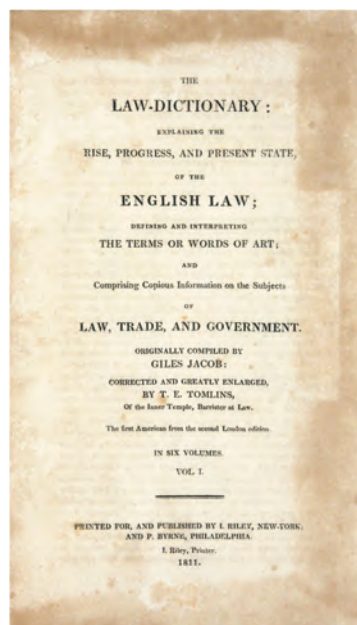 THE
LAW-DICTIONARY:
EXPLAINING THE
RISE, PROGRESS, AND PRESENT STATE,
OF THE
ENGLISH LAW;
DEFINING AND INTERPRETING
THE TERMS OR WORDS OF ART;
AND
Comprising Copious Information on the Subjects
OF
LAW, TRADE, AND GOVERNMENT.
ORIGINALLY COMPILED BY
GILES JACOB:
CORRECTED AND GREATLY ENLARGED,
BY T. E. TOMLINS,
Of the Inner Temple, Barrister at Law.
The first American from the second London edition.
IN SIX VOLUMES.
VOL. I.
PRINTED FOR, AND PUBLISHED BY I. RILEY, NEW-YORK;
AND P. BYRNE, PHILADELPHIA.
I. Riley, Printer.
1811.